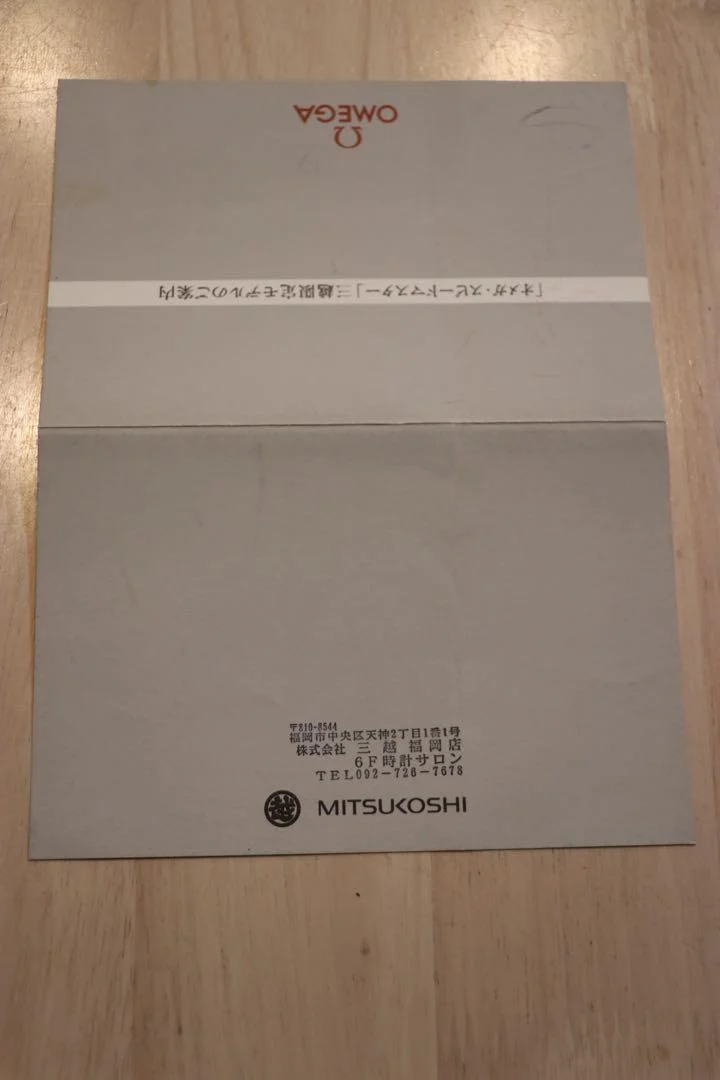 OMEGA
「オメガ・スピードマスター」三越限定モデルのご案内
〒810-8544
福岡市中央区天神2丁目1番1号
株式会社 三越 福岡店
6F時計サロン
TEL092-726-7678
越 MITSUKOSHI